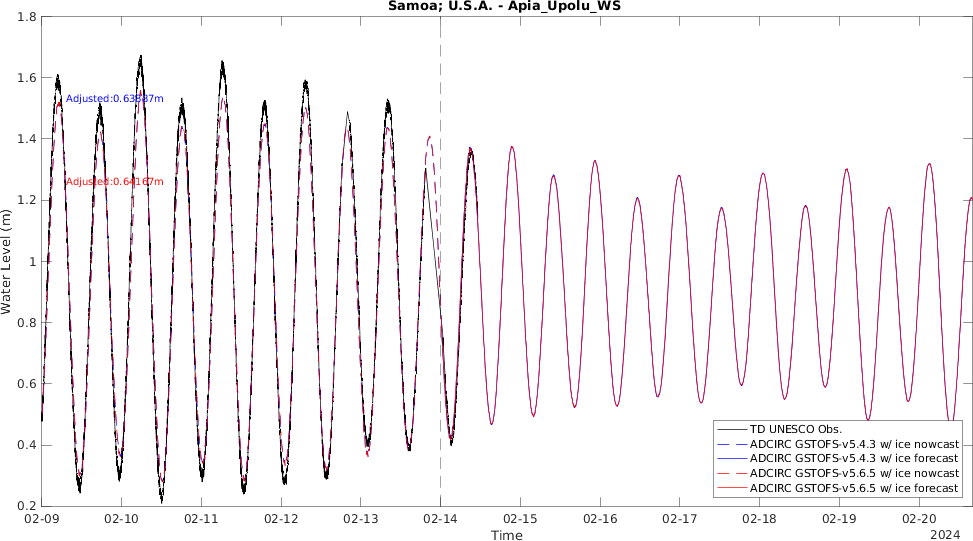 Samoa; U.S.A. - Apia_Upolu_WS
1.8
1.6
1.4
1.2
1
0.8
0.6
0.4
0.2
Water Level (m)
Adjusted:0.63837m
Adjusted:0.64167m
TD UNESCO Obs.
ADCIRC GSTOFS-v5.4.3 w/ ice nowcast
ADCIRC GSTOFS-v5.4.3 w/ ice forecast
ADCIRC GSTOFS-v5.6.5 w/ ice nowcast
ADCIRC GSTOFS-v5.6.5 w/ ice forecast
02-09 02-10 02-11 02-12 02-13 02-14 02-15 02-16 02-17 02-18 02-19 02-20
Time
2024